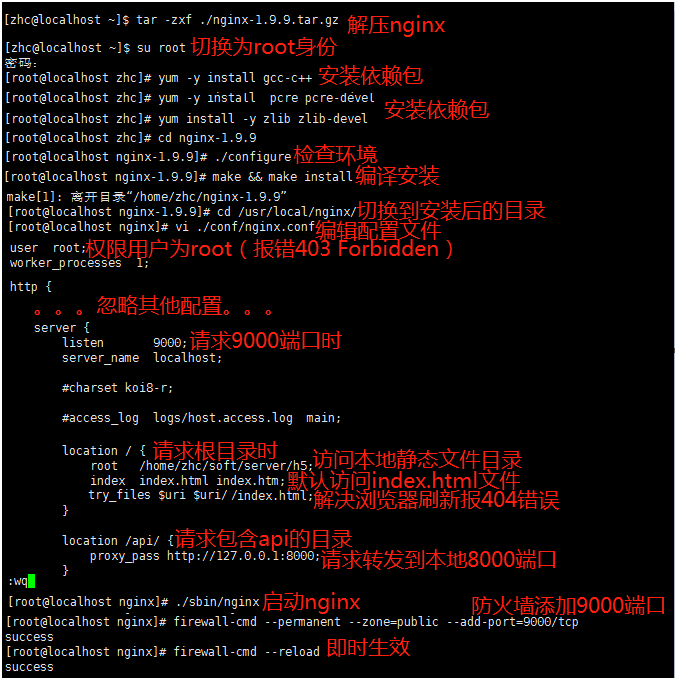 [zhc@localhost ~]$ tar -zxf ./nginx-1.9.9.tar.gz 解压nginx
[zhc@localhost ~]$ su root 切换为root身份
密码：
[root@localhost zhc]# yum -y install gcc-c++ 安装依赖包
[root@localhost zhc]# yum -y install  pcre pcre-devel
[root@localhost zhc]# yum install -y zlib zlib-devel 安装依赖包
[root@localhost zhc]# cd nginx-1.9.9
[root@localhost nginx-1.9.9]# ./configure 检查环境
[root@localhost nginx-1.9.9]# make && make install 编译安装
make[1]: 离开目录“/home/zhc/nginx-1.9.9”
[root@localhost nginx-1.9.9]# cd /usr/local/nginx/ 切换到安装后的目录
[root@localhost nginx]# vi ./conf/nginx.conf 编辑配置文件
user  root; 权限用户为root（报错403 Forbidden）
worker_processes  1;
http {
。。。忽略其他配置。。。
server {
listen       9000; 请求9000端口时
server_name  localhost;
#charset koi8-r;
#access_log  logs/host.access.log  main;
location / { 请求根目录时
root   /home/zhc/soft/server/h5; 访问本地静态文件目录
index  index.html index.htm; 默认访问index.html文件
try_files $uri $uri/ /index.html; 解决浏览器刷新报404错误
}
location /api/ { 请求包含api的目录
proxy_pass http://127.0.0.1:8000; 请求转发到本地8000端口
}
:wq
[root@localhost nginx]# ./sbin/nginx 启动nginx 防火墙添加9000端口
[root@localhost nginx]# firewall-cmd --permanent --zone=public --add-port=9000/tcp
success
[root@localhost nginx]# firewall-cmd --reload 即时生效
success